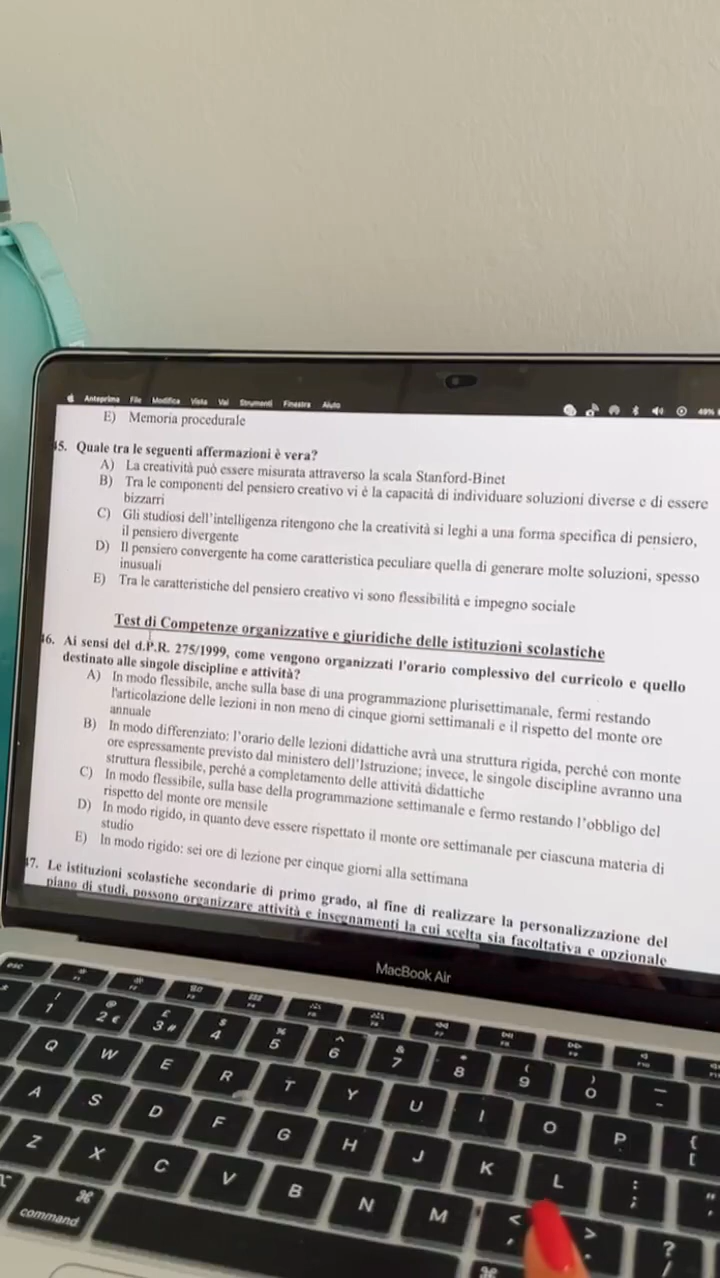 Anteprima File Modifica Vista Vai Strumenti Finestra Aiuto
49%
E) Memoria procedurale
45. Quale tra le seguenti affermazioni è vera?
A) La creatività può essere misurata attraverso la scala Stanford-Binet
B) Tra le componenti del pensiero creativo vi è la capacità di individuare soluzioni diverse e di essere
bizzarri
C) Gli studiosi dell'intelligenza ritengono che la creatività si leghi a una forma specifica di pensiero,
il pensiero divergente
D) Il pensiero convergente ha come caratteristica peculiare quella di generare molte soluzioni, spesso
inusuali
E) Tra le caratteristiche del pensiero creativo vi sono flessibilità e impegno sociale
Test di Competenze organizzative e giuridiche delle istituzioni scolastiche
46. Ai sensi del d.P.R. 275/1999, come vengono organizzati l'orario complessivo del curricolo e quello
destinato alle singole discipline e attività?
A) In modo flessibile, anche sulla base di una programmazione plurisettimanale, fermi restando
l'articolazione delle lezioni in non meno di cinque giorni settimanali e il rispetto del monte ore
annuale
B) In modo differenziato: l'orario delle lezioni didattiche avrà una struttura rigida, perché con monte
ore espressamente previsto dal ministero dell'Istruzione; invece, le singole discipline avranno una
struttura flessibile, perché a completamento delle attività didattiche
C) In modo flessibile, sulla base della programmazione settimanale e fermo restando l'obbligo del
rispetto del monte ore mensile
D) In modo rigido, in quanto deve essere rispettato il monte ore settimanale per ciascuna materia di
studio
E) In modo rigido: sei ore di lezione per cinque giorni alla settimana
47. Le istituzioni scolastiche secondarie di primo grado, al fine di realizzare la personalizzazione del
piano di studi, possono organizzare attività e insegnamenti la cui scelta sia facoltativa e opzionale
MacBook Air
esc
! 1 @ 2 € £ 3 # $ 4 % 5 ^ 6 & 7 * 8 ( 9 ) 0
Q W E R T Y U I O P { [
A S D F G H J K L : ;
Z X C V B N M < , > . ? /
⌘ command ⌘